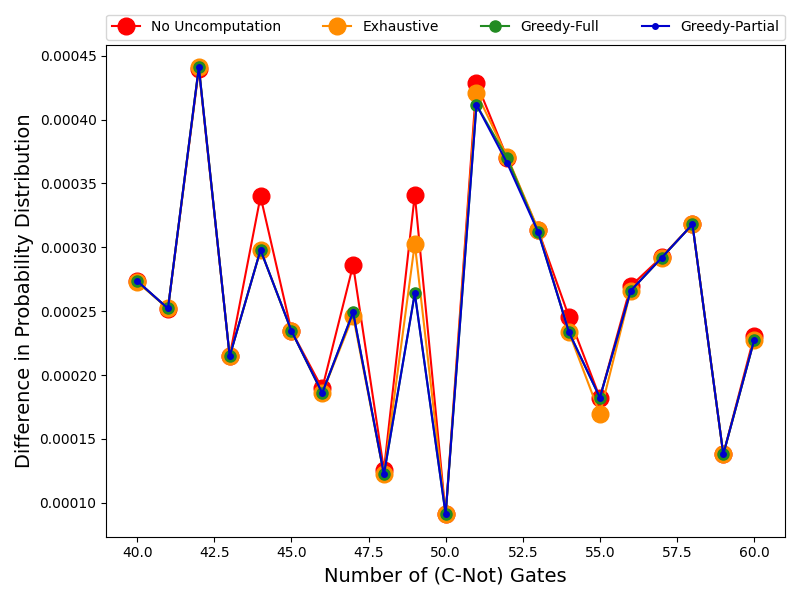 No Uncomputation Exhaustive Greedy-Full Greedy-Partial
Difference in Probability Distribution
0.00045
0.00040
0.00035
0.00030
0.00025
0.00020
0.00015
0.00010
40.0 42.5 45.0 47.5 50.0 52.5 55.0 57.5 60.0
Number of (C-Not) Gates